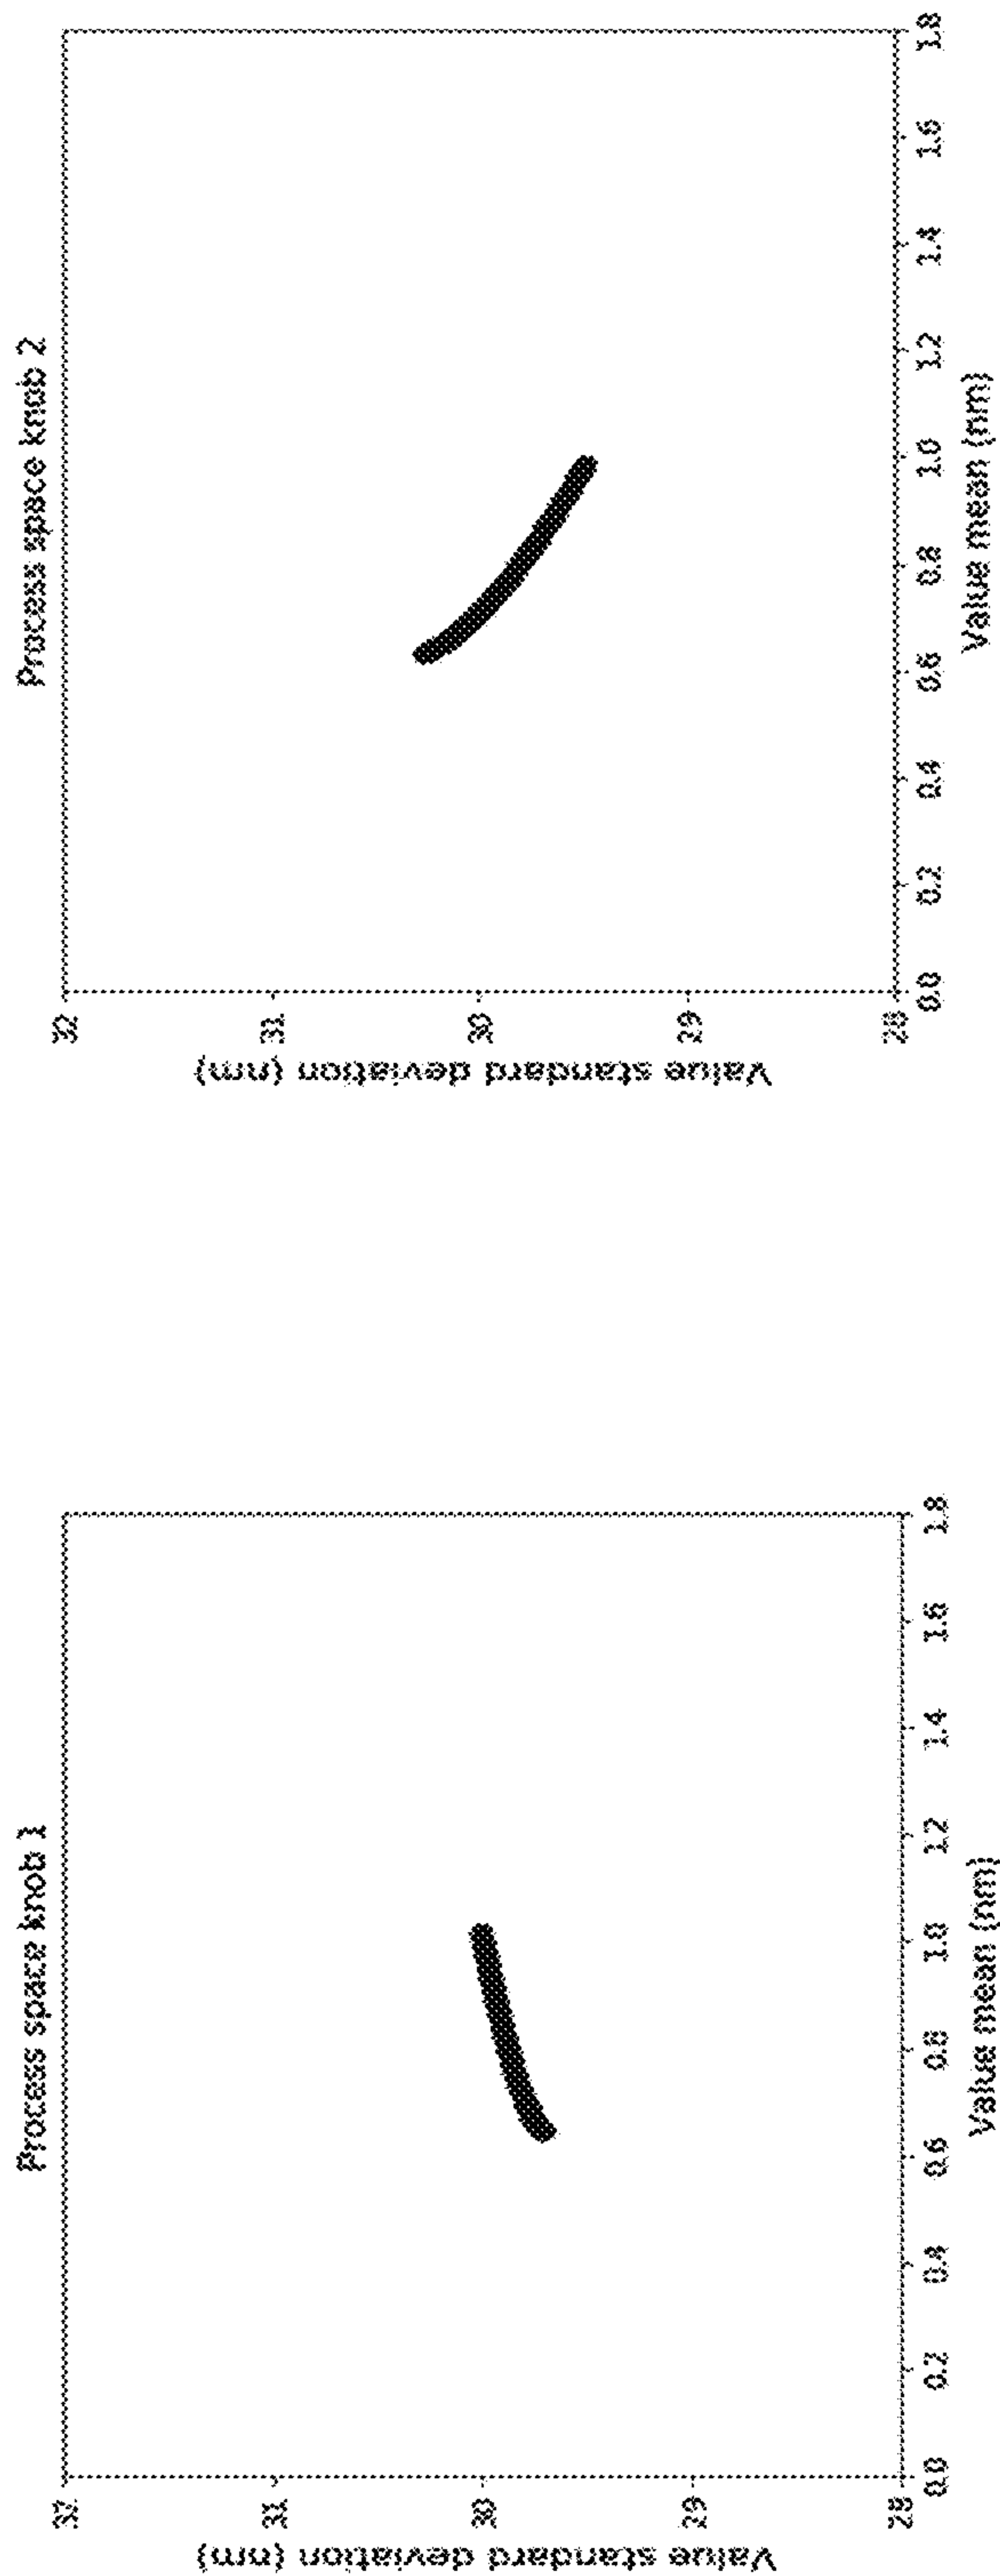 Process space knob 1
Value standard deviation (nm)
32
31
30
29
28
0.0 0.2 0.4 0.6 0.8 1.0 1.2 1.4 1.6 1.8
Value mean (nm)
Process space knob 2
Value standard deviation (nm)
32
31
30
29
28
0.0 0.2 0.4 0.6 0.8 1.0 1.2 1.4 1.6 1.8
Value mean (nm)